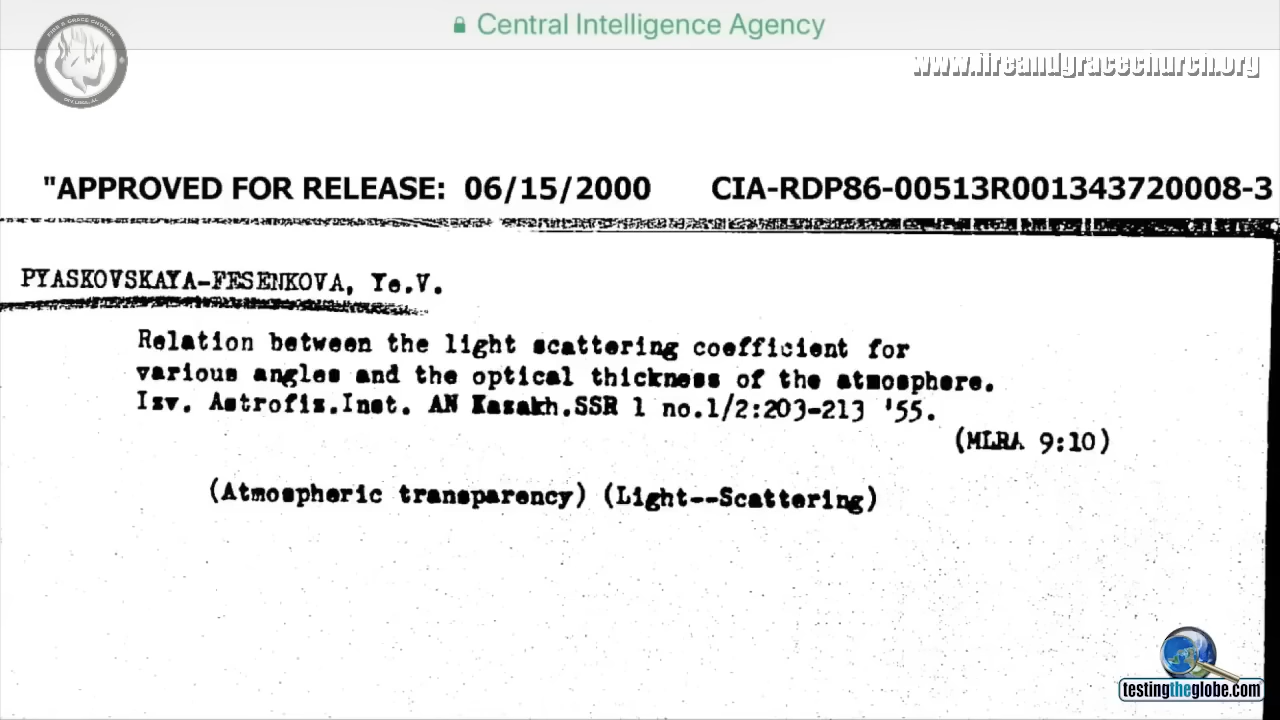 Central Intelligence Agency
FIRE & GRACE CHURCH
www.fireandgracechurch.org
"APPROVED FOR RELEASE: 06/15/2000 CIA-RDP86-00513R001343720008-3
PYASKOVSKAYA-FESENKOVA, Ye.V.
Relation between the light scattering coefficient for
various angles and the optical thickness of the atmosphere.
Izv. Astrofiz.Inst. AN Kazakh.SSR 1 no.1/2:203-213 '55.
(MLRA 9:10)
(Atmospheric transparency) (Light--Scattering)
testingtheglobe.com